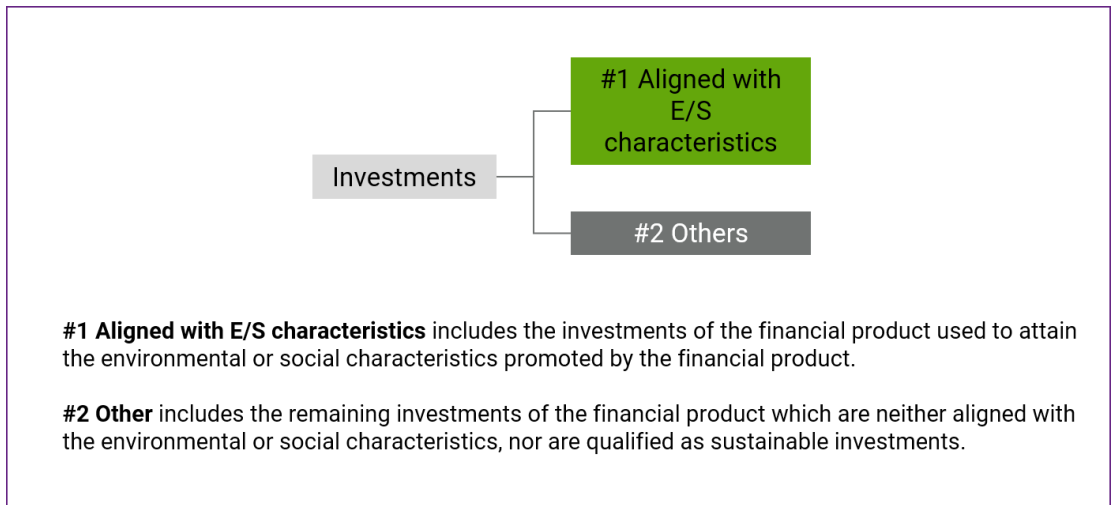 #1 Aligned with
E/S
characteristics
Investments
#2 Others
#1 Aligned with E/S characteristics includes the investments of the financial product used to attain
the environmental or social characteristics promoted by the financial product.
#2 Other includes the remaining investments of the financial product which are neither aligned with
the environmental or social characteristics, nor are qualified as sustainable investments.